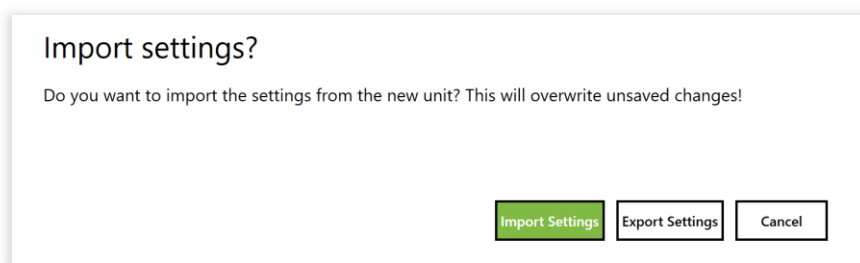 Import settings?
Do you want to import the settings from the new unit? This will overwrite unsaved changes!
Import Settings Export Settings Cancel